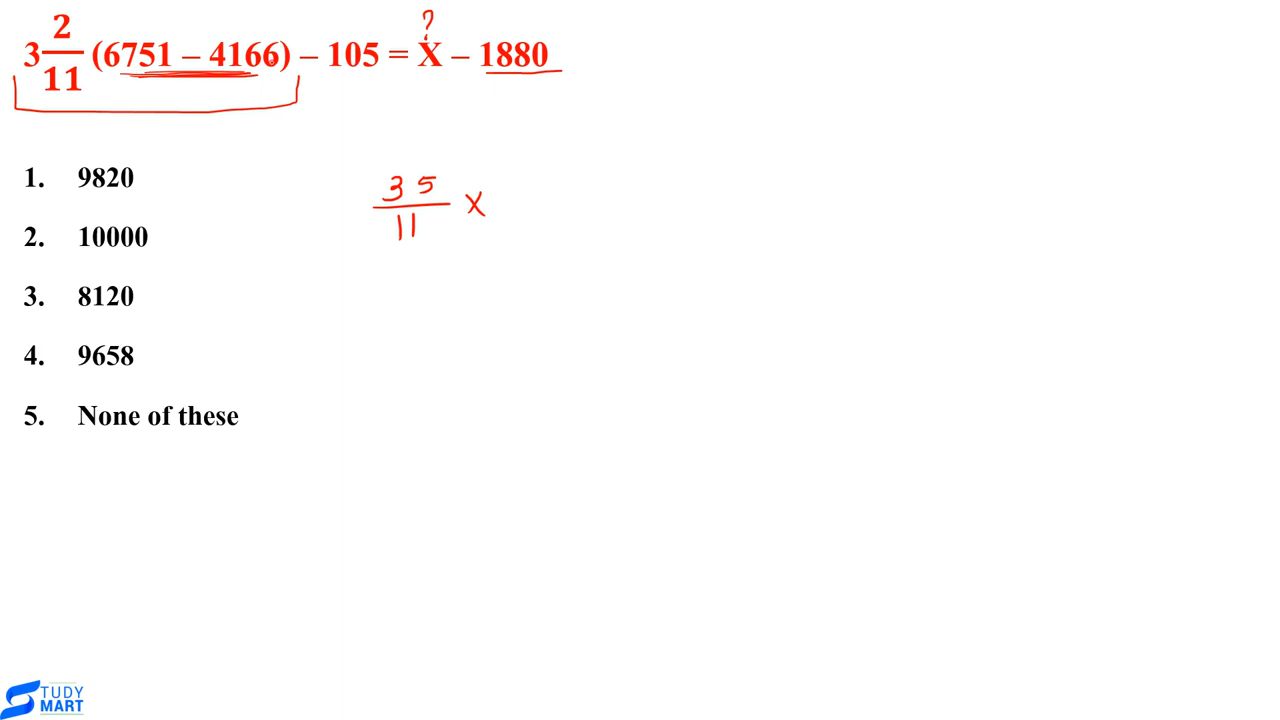 ?
3 2/11 (6751 – 4166) – 105 = X – 1880
1. 9820
2. 10000
3. 8120
4. 9658
5. None of these
35/11 x
STUDY
MART